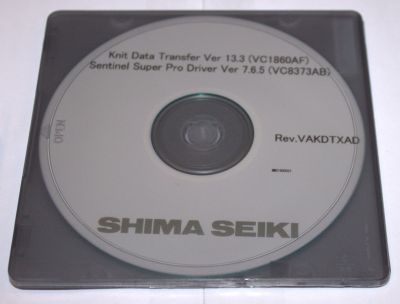 Knit Data Transfer Ver 13.3 (VC1860AF)
Sentinel Super Pro Driver Ver 7.6.5 (VC8373AB)
OPEN
Rev.VAKDTXAD
SHIMA SEIKI